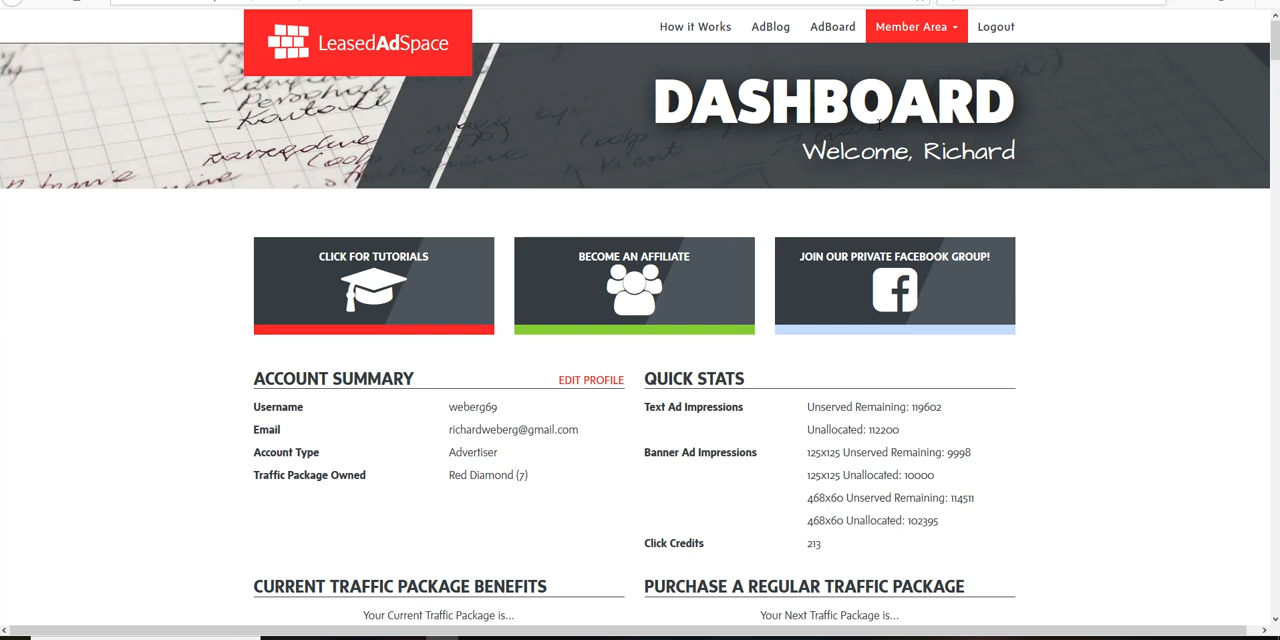 LeasedAdSpace
How it Works
AdBlog
AdBoard
Member Area
Logout
DASHBOARD
Welcome, Richard
CLICK FOR TUTORIALS
BECOME AN AFFILIATE
JOIN OUR PRIVATE FACEBOOK GROUP!
ACCOUNT SUMMARY
EDIT PROFILE
Username weberg69
Email richardweberg@gmail.com
Account Type Advertiser
Traffic Package Owned Red Diamond (7)
QUICK STATS
Text Ad Impressions Unserved Remaining: 119602
Unallocated: 112200
Banner Ad Impressions 125x125 Unserved Remaining: 9998
125x125 Unallocated: 10000
468x60 Unserved Remaining: 114511
468x60 Unallocated: 102395
Click Credits 213
CURRENT TRAFFIC PACKAGE BENEFITS
Your Current Traffic Package is...
PURCHASE A REGULAR TRAFFIC PACKAGE
Your Next Traffic Package is...